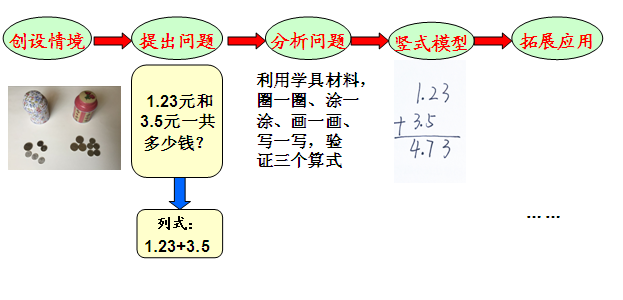 创设情境
提出问题
分析问题
竖式模型
拓展应用
1.23元和
3.5元一共
多少钱?
列式:
1.23+3.5
利用学具材料,
圈一圈、涂一
涂、画一画、
写一写，验
证三个算式
1.23
+ 3.5
4.73
... ...